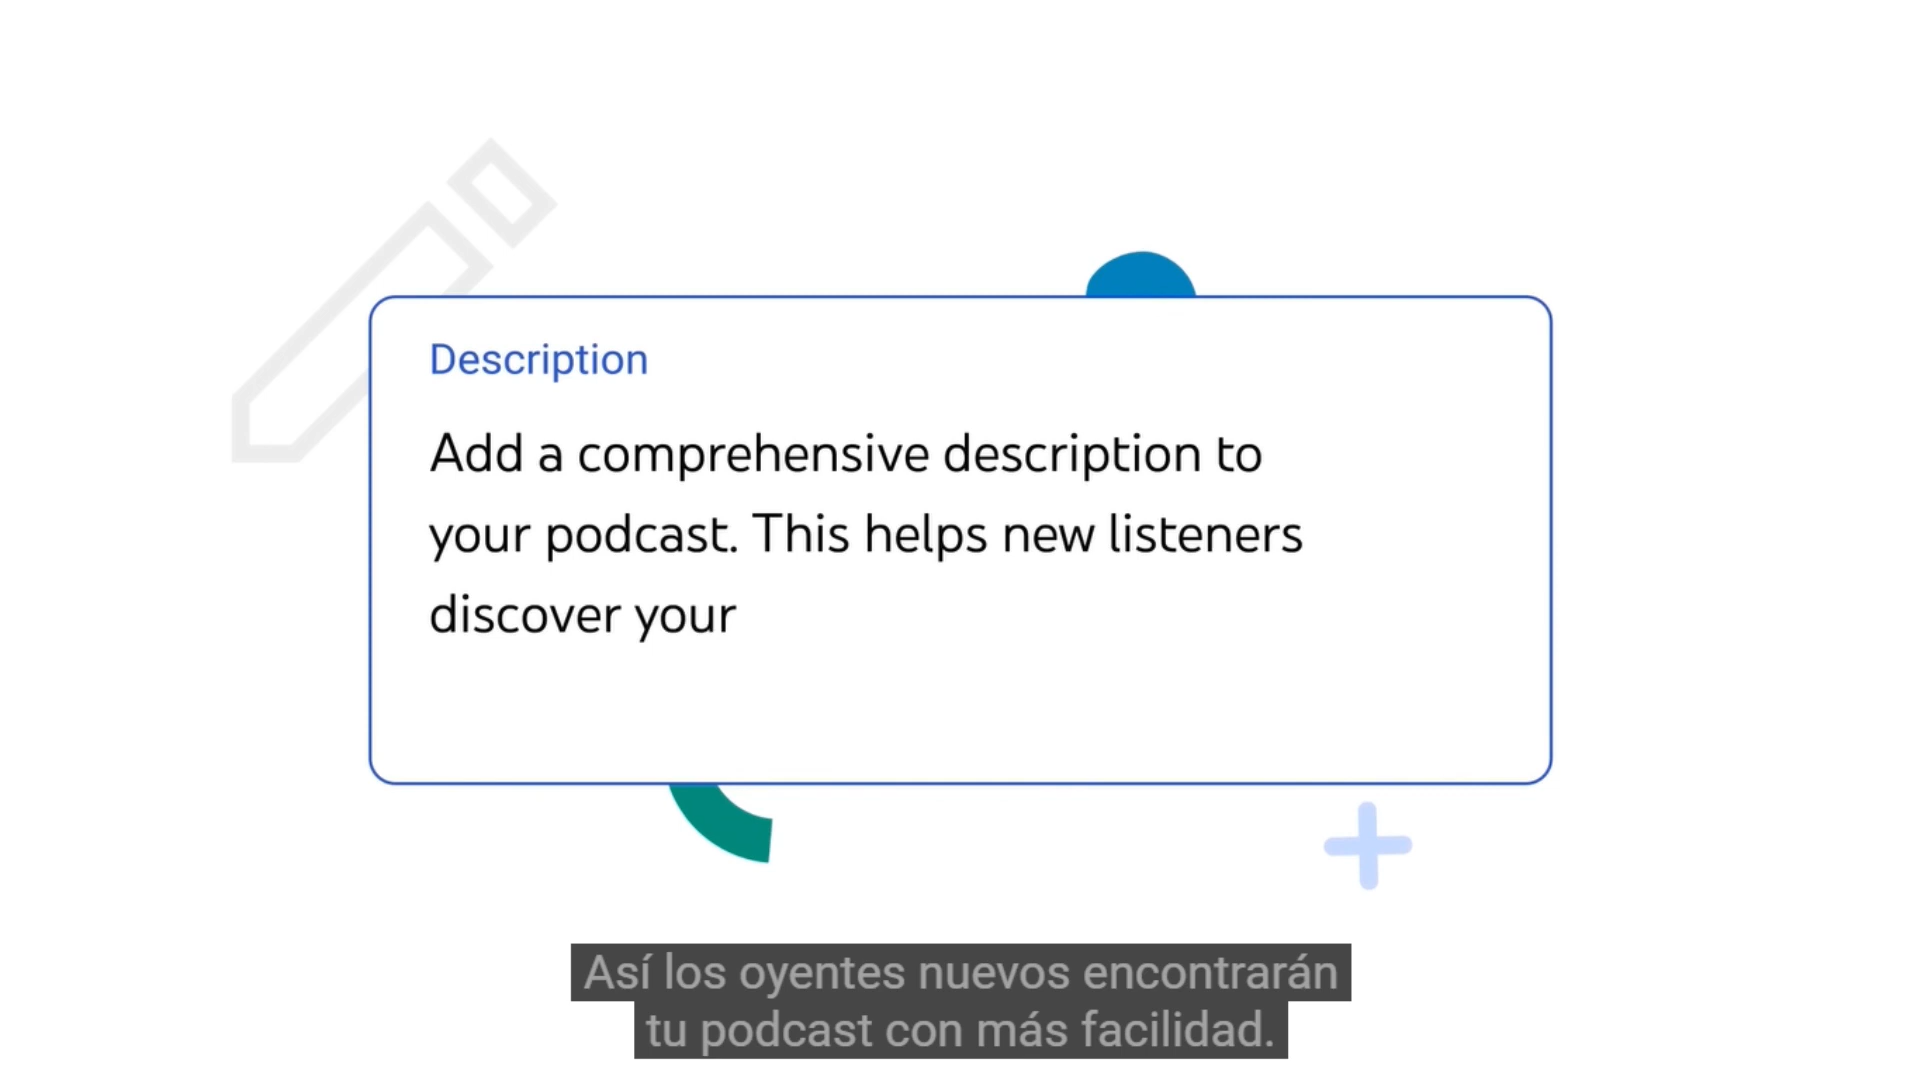 Description
Add a comprehensive description to
your podcast. This helps new listeners
discover your
Así los oyentes nuevos encontrarán
tu podcast con más facilidad.